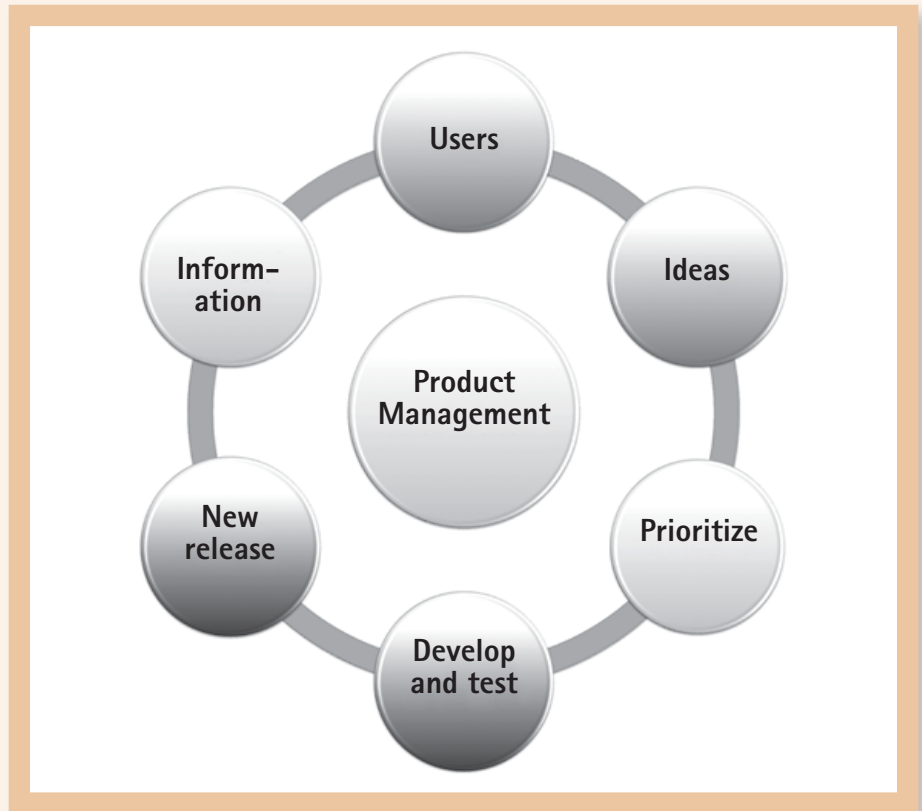 Users
Ideas
Prioritize
Develop
and test
New
release
Inform-
ation
Product
Management